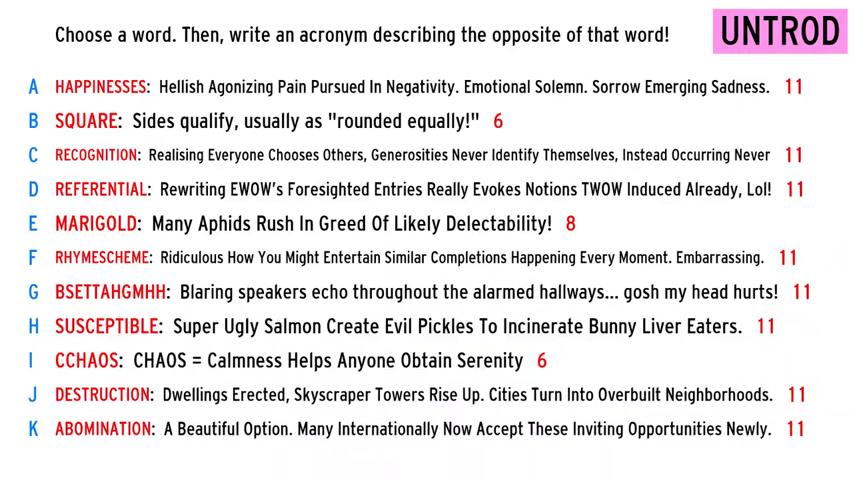 Choose a word. Then, write an acronym describing the opposite of that word!
UNTROD
A HAPPINESSES: Hellish Agonizing Pain Pursued In Negativity. Emotional Solemn. Sorrow Emerging Sadness. 11
B SQUARE: Sides qualify, usually as "rounded equally!" 6
C RECOGNITION: Realising Everyone Chooses Others, Generosities Never Identify Themselves, Instead Occurring Never 11
D REFERENTIAL: Rewriting EWOW's Foresighted Entries Really Evokes Notions TWOW Induced Already, Lol! 11
E MARIGOLD: Many Aphids Rush In Greed Of Likely Delectability! 8
F RHYMESCHEME: Ridiculous How You Might Entertain Similar Completions Happening Every Moment. Embarrassing. 11
G BSETTAHGMHH: Blaring speakers echo throughout the alarmed hallways... gosh my head hurts! 11
H SUSCEPTIBLE: Super Ugly Salmon Create Evil Pickles To Incinerate Bunny Liver Eaters. 11
I CCHAOS: CHAOS = Calmness Helps Anyone Obtain Serenity 6
J DESTRUCTION: Dwellings Erected, Skyscraper Towers Rise Up. Cities Turn Into Overbuilt Neighborhoods. 11
K ABOMINATION: A Beautiful Option. Many Internationally Now Accept These Inviting Opportunities Newly. 11